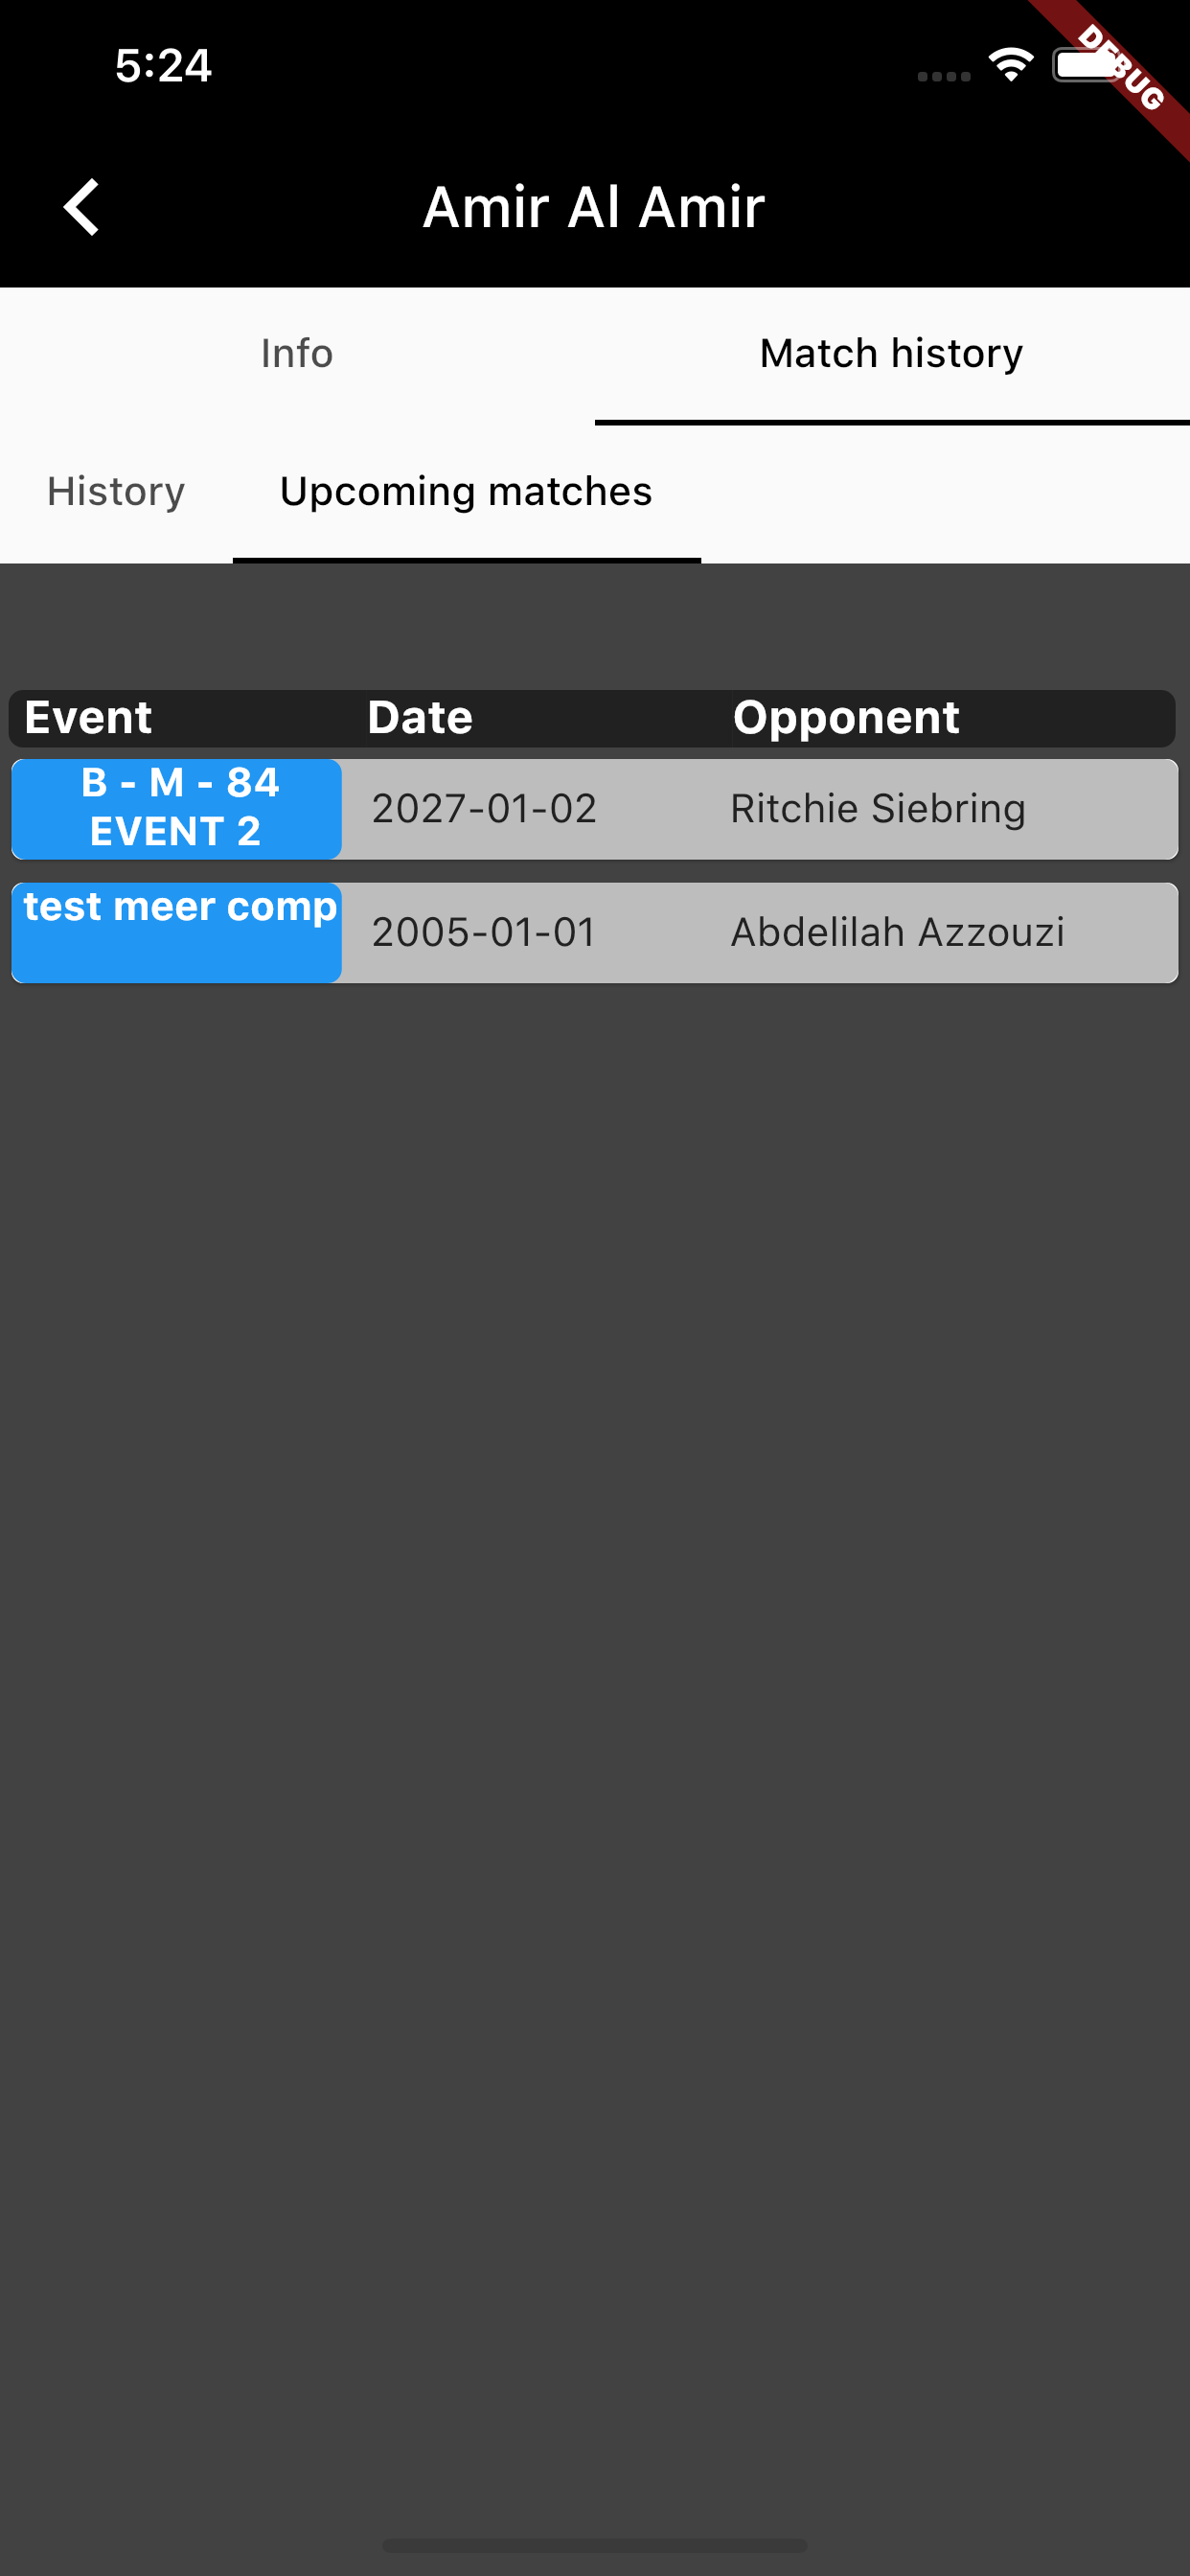 5:24
DEBUG
Amir Al Amir
Info Match history
History Upcoming matches
Event Date Opponent
B - M - 84
EVENT 2
2027-01-02 Ritchie Siebring
test meer comp 2005-01-01 Abdelilah Azzouzi